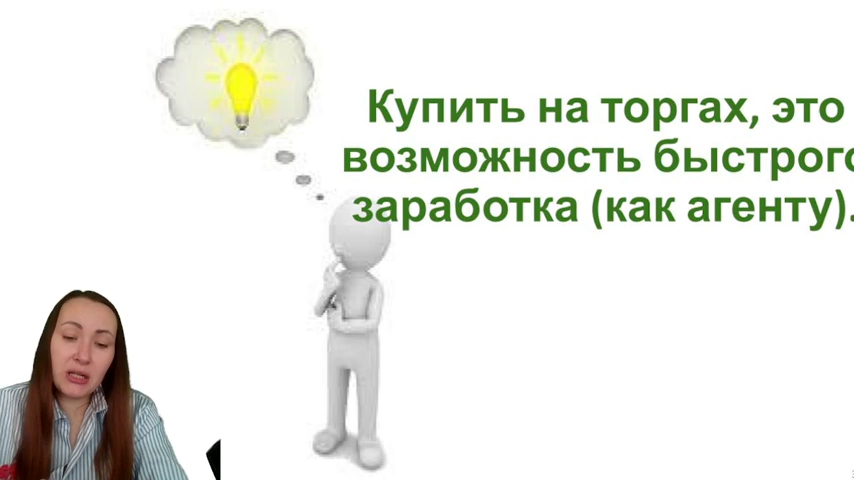 Купить на торгах, это
возможность быстрого
заработка (как агенту).